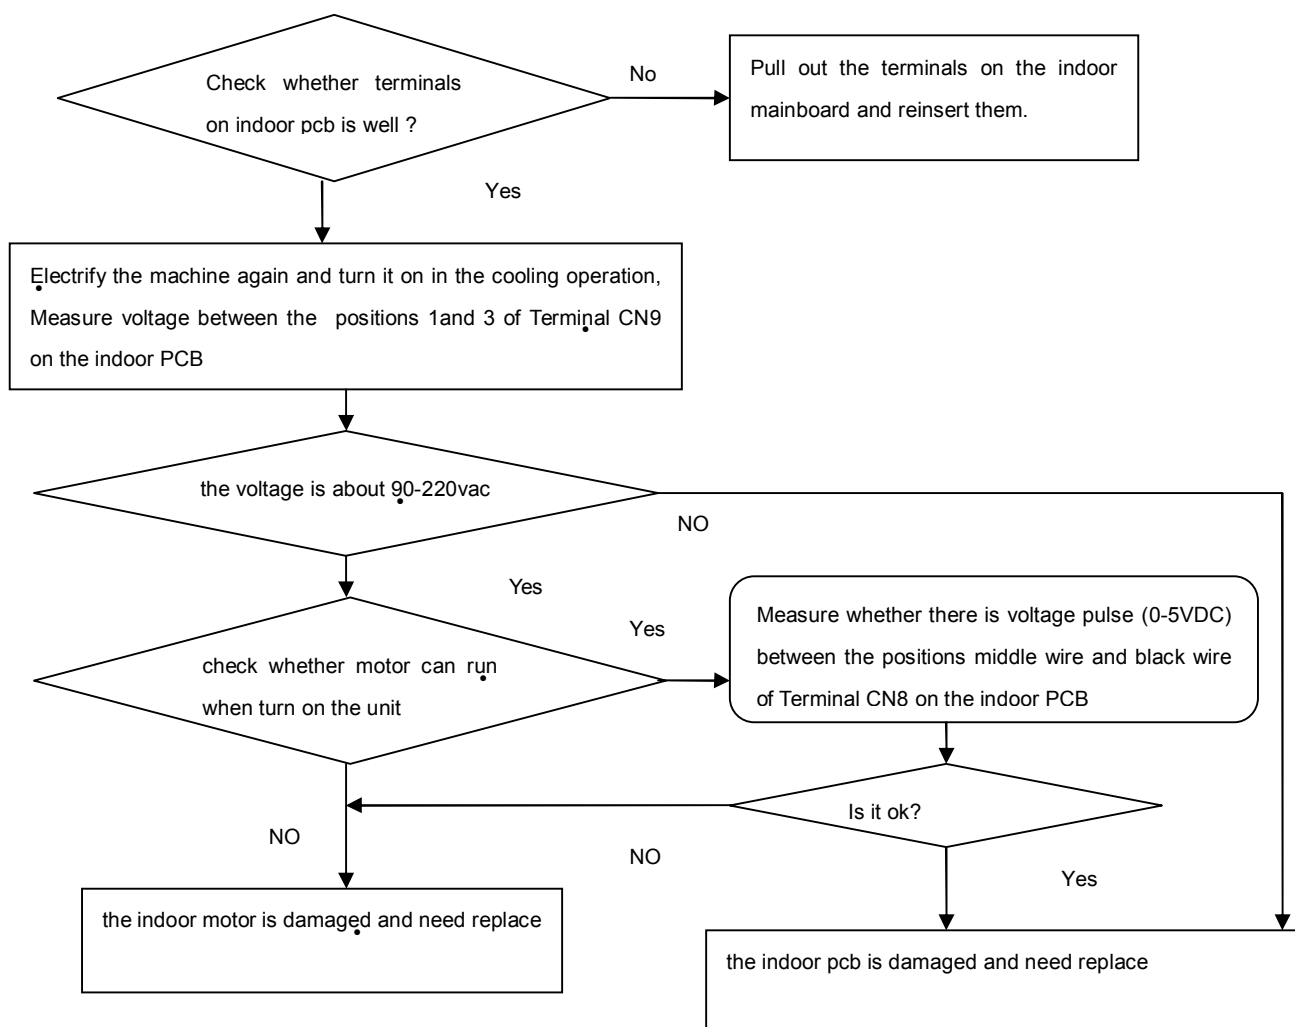 Check whether terminals
on indoor pcb is well ?
No
Pull out the terminals on the indoor
mainboard and reinsert them.
Yes
Electrify the machine again and turn it on in the cooling operation,
Measure voltage between the positions 1and 3 of Terminal CN9
on the indoor PCB
the voltage is about 90-220vac
NO
Yes
check whether motor can run
when turn on the unit
Yes
Measure whether there is voltage pulse (0-5VDC)
between the positions middle wire and black wire
of Terminal CN8 on the indoor PCB
Is it ok?
NO
NO
Yes
the indoor motor is damaged and need replace
the indoor pcb is damaged and need replace